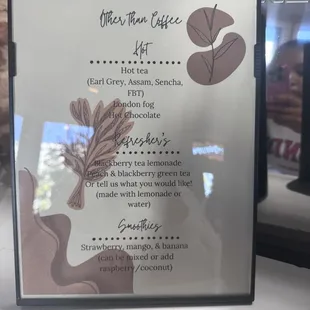 Other Than Coffee
Hot
Hot tea
(Earl Grey, Assam, Sencha,
FBT)
London fog
Hot Chocolate
Refresher's
Blackberry tea lemonade
Peach & blackberry green tea
Or tell us what you would like!
(made with lemonade or
water)
Smoothies
Strawberry, mango, & banana
(can be mixed or add
raspberry/coconut)